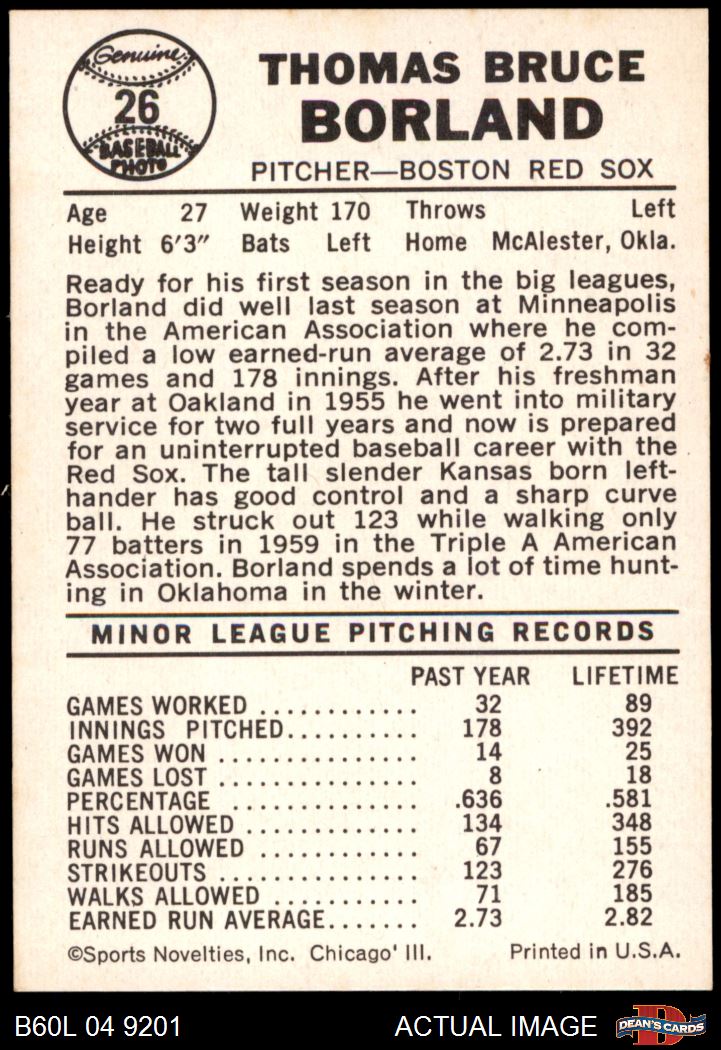 Genuine
26
BASEBALL
PHOTO
THOMAS BRUCE
BORLAND
PITCHER—BOSTON RED SOX
Age 27 Weight 170 Throws Left
Height 6'3" Bats Left Home McAlester, Okla.
Ready for his first season in the big leagues,
Borland did well last season at Minneapolis
in the American Association where he com-
piled a low earned-run average of 2.73 in 32
games and 178 innings. After his freshman
year at Oakland in 1955 he went into military
service for two full years and now is prepared
for an uninterrupted baseball career with the
Red Sox. The tall slender Kansas born left-
hander has good control and a sharp curve
ball. He struck out 123 while walking only
77 batters in 1959 in the Triple A American
Association. Borland spends a lot of time hunt-
ing in Oklahoma in the winter.
MINOR LEAGUE PITCHING RECORDS
PAST YEAR LIFETIME
GAMES WORKED ............ 32 89
INNINGS PITCHED.......... 178 392
GAMES WON ............... 14 25
GAMES LOST .............. 8 18
PERCENTAGE ............. .636 .581
HITS ALLOWED ............ 134 348
RUNS ALLOWED ........... 67 155
STRIKEOUTS .............. 123 276
WALKS ALLOWED .......... 71 185
EARNED RUN AVERAGE....... 2.73 2.82
©Sports Novelties, Inc. Chicago' Ill. Printed in U.S.A.
B60L 04 9201 ACTUAL IMAGE DEAN'S CARDS